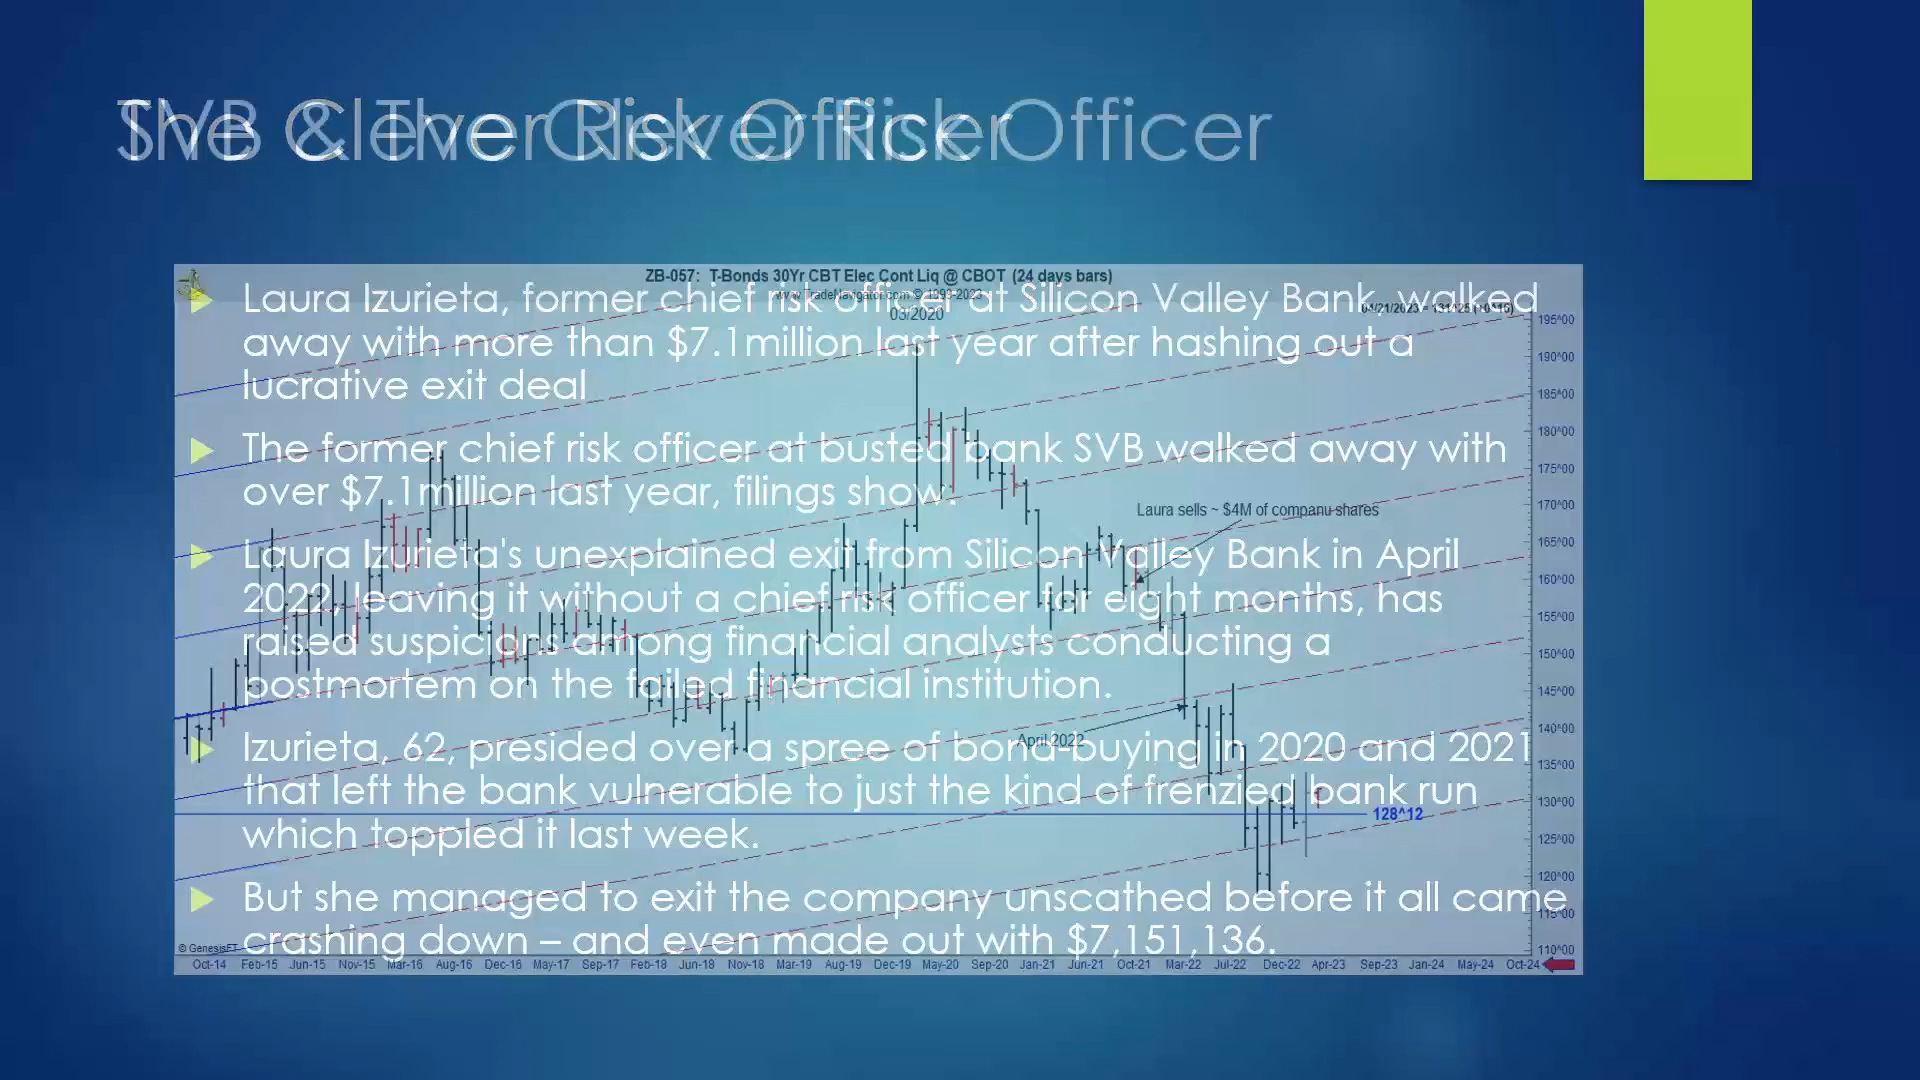 SVB & The Clever Risk Officer
The Clever Risk Officer
ZB-057: T-Bonds 30Yr CBT Elec Cont Liq @ CBOT (24 days bars)
www.TradeNavigator.com © 1999-2023
03/2020
Laura Izurieta, former chief risk officer at Silicon Valley Bank, walked
away with more than $7.1million last year after hashing out a
lucrative exit deal
The former chief risk officer at busted bank SVB walked away with
over $7.1million last year, filings show.
Laura Izurieta's unexplained exit from Silicon Valley Bank in April
2022, leaving it without a chief risk officer for eight months, has
raised suspicions among financial analysts conducting a
postmortem on the failed financial institution.
Izurieta, 62, presided over a spree of bond-buying in 2020 and 2021
that left the bank vulnerable to just the kind of frenzied bank run
which toppled it last week.
But she managed to exit the company unscathed before it all came
crashing down – and even made out with $7,151,136.
Laura sells ~ $4M of companu shares
April 2022
128^12
195^00
190^00
185^00
180^00
175^00
170^00
165^00
160^00
155^00
150^00
145^00
140^00
135^00
130^00
125^00
120^00
115^00
110^00
© GenesisFT
Oct-14 Feb-15 Jun-15 Nov-15 Mar-16 Aug-16 Dec-16 May-17 Sep-17 Feb-18 Jun-18 Nov-18 Mar-19 Aug-19 Dec-19 May-20 Sep-20 Jan-21 Jun-21 Oct-21 Mar-22 Jul-22 Dec-22 Apr-23 Sep-23 Jan-24 May-24 Oct-24